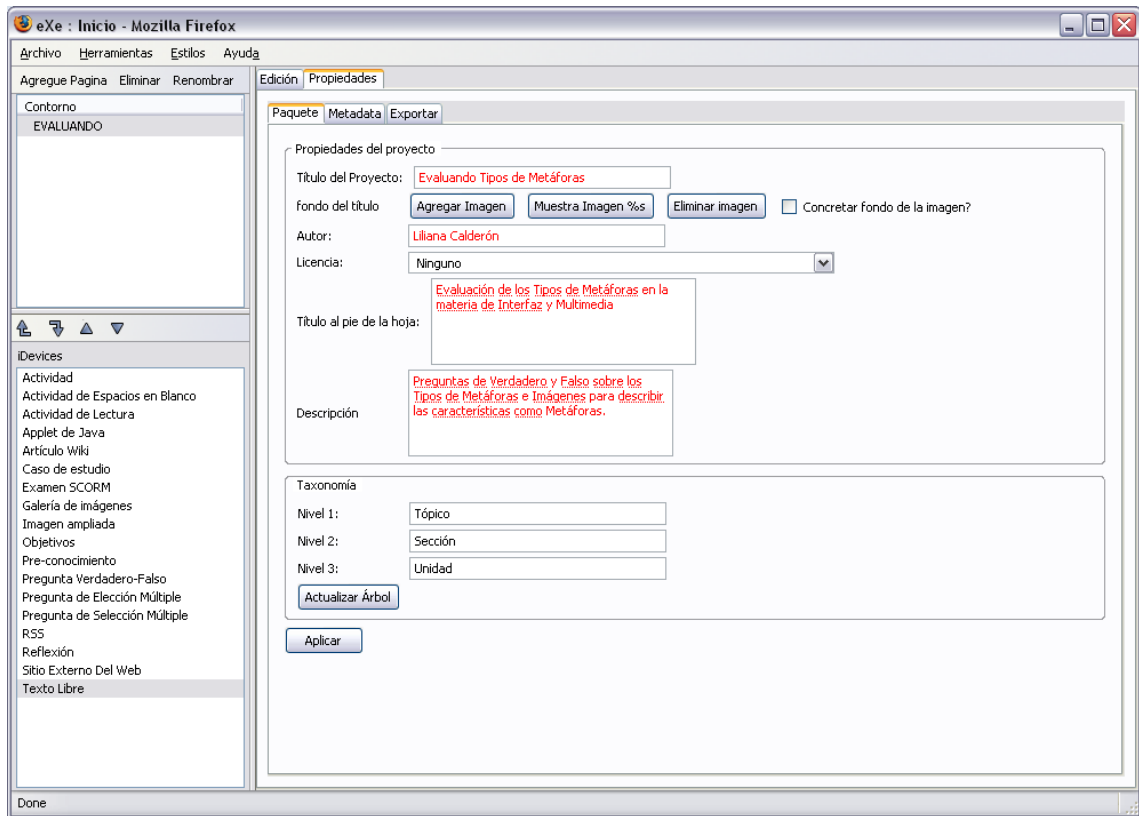 eXe : Inicio - Mozilla Firefox
Archivo Herramientas Estilos Ayuda
Agregue Pagina Eliminar Renombrar
Contorno
EVALUANDO
iDevices
Actividad
Actividad de Espacios en Blanco
Actividad de Lectura
Applet de Java
Artículo Wiki
Caso de estudio
Examen SCORM
Galería de imágenes
Imagen ampliada
Objetivos
Pre-conocimiento
Pregunta Verdadero-Falso
Pregunta de Elección Múltiple
Pregunta de Selección Múltiple
RSS
Reflexión
Sitio Externo Del Web
Texto Libre
Edición Propiedades
Paquete Metadata Exportar
Propiedades del proyecto
Título del Proyecto: Evaluando Tipos de Metáforas
fondo del título Agregar Imagen Muestra Imagen %s Eliminar imagen Concretar fondo de la imagen?
Autor: Liliana Calderón
Licencia: Ninguno
Título al pie de la hoja: Evaluación de los Tipos de Metáforas en la
materia de Interfaz y Multimedia
Descripción Preguntas de Verdadero y Falso sobre los
Tipos de Metáforas e Imágenes para describir
las características como Metáforas.
Taxonomía
Nivel 1: Tópico
Nivel 2: Sección
Nivel 3: Unidad
Actualizar Árbol
Aplicar
Done